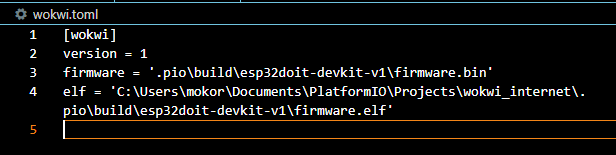 wokwi.toml
1 [wokwi]
2 version = 1
3 firmware = '.pio\build\esp32doit-devkit-v1\firmware.bin'
4 elf = 'C:\Users\mokor\Documents\PlatformIO\Projects\wokwi_internet\.
pio\build\esp32doit-devkit-v1\firmware.elf'
5